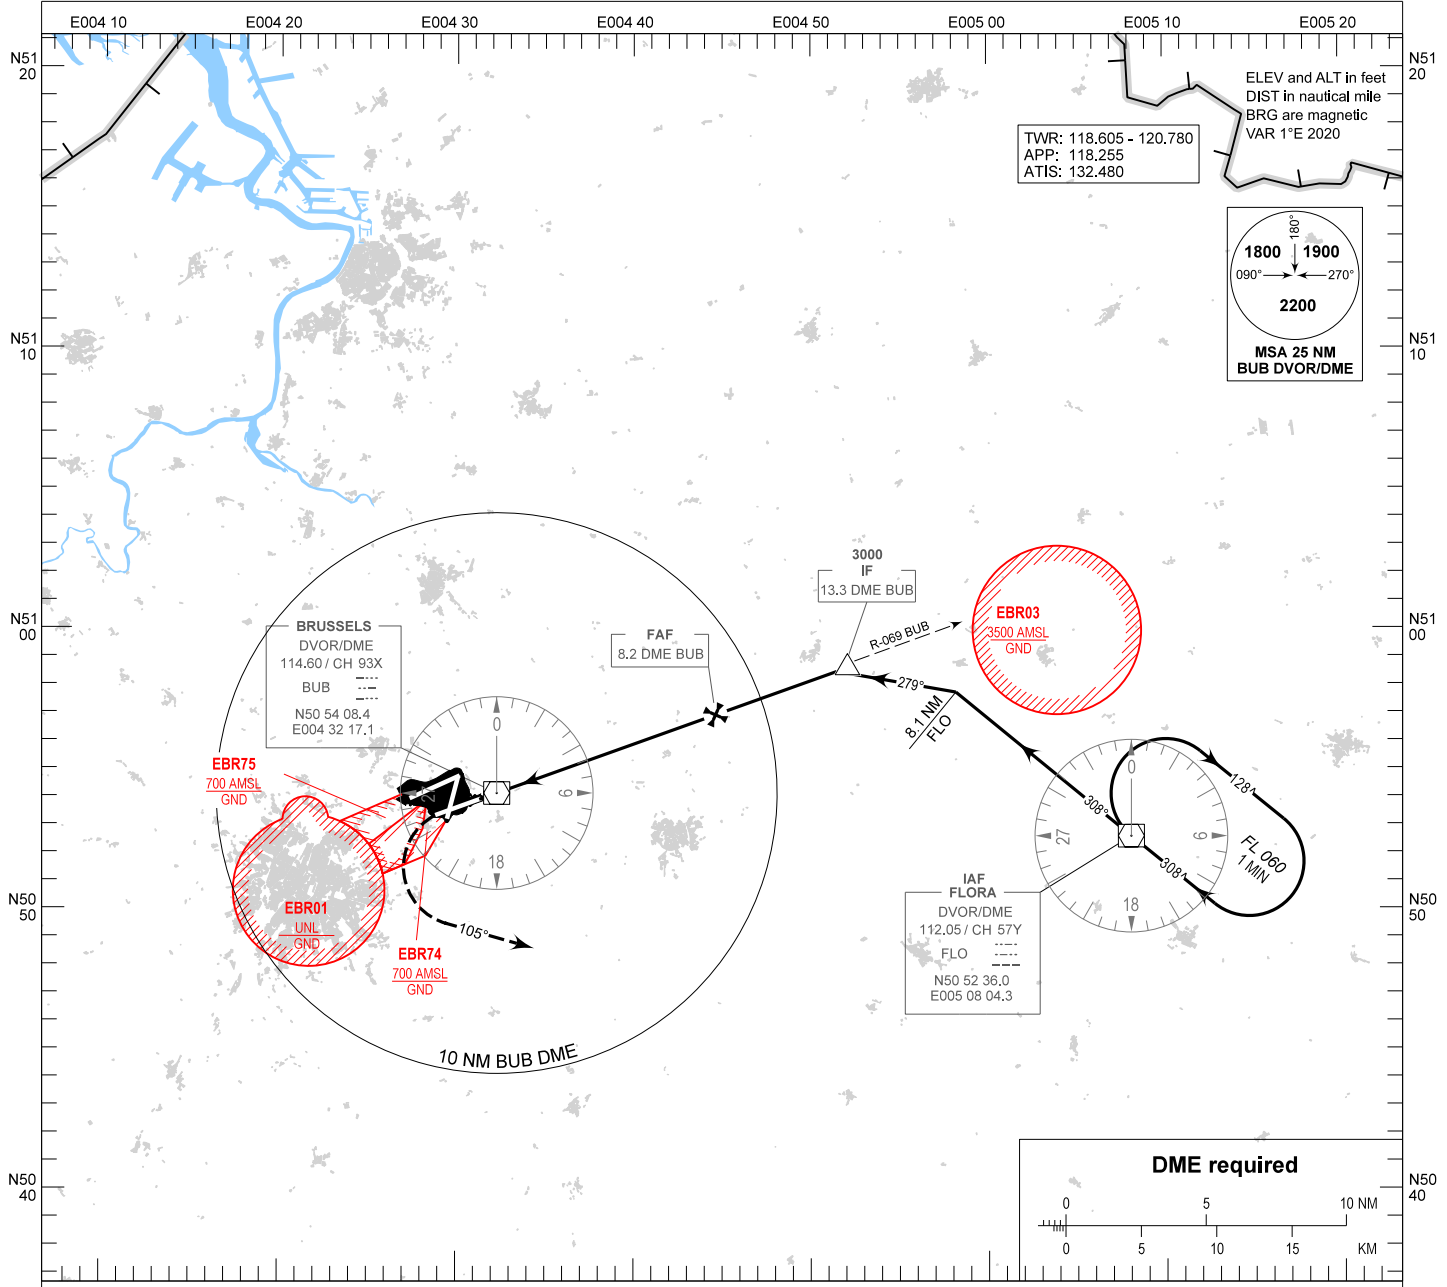 E004 10
E004 20
E004 30
E004 40
E004 50
E005 00
E005 10
E005 20
N51
20
N51
20
ELEV and ALT in feet
DIST in nautical mile
BRG are magnetic
VAR 1°E 2020
TWR: 118.605 - 120.780
APP: 118.255
ATIS: 132.480
180°
1800
1900
090°
270°
2200
MSA 25 NM
BUB DVOR/DME
N51
10
N51
10
3000
IF
13.3 DME BUB
R-069 BUB
EBR03
3500 AMSL
GND
N51
00
N51
00
BRUSSELS
DVOR/DME
114.60 / CH 93X
BUB
N50 54 08.4
E004 32 17.1
FAF
8.2 DME BUB
279°
8.1 NM
FLO
0
9
18
2
EBR75
700 AMSL
GND
0
9
18
27
128°
308°
308°
FL 060
1 MIN
IAF
FLORA
DVOR/DME
112.05 / CH 57Y
FLO
N50 52 36.0
E005 08 04.3
EBR01
UNL
GND
105°
EBR74
700 AMSL
GND
N50
50
N50
50
10 NM BUB DME
N50
40
N50
40
DME required
0
5
10 NM
0
5
10
15
KM